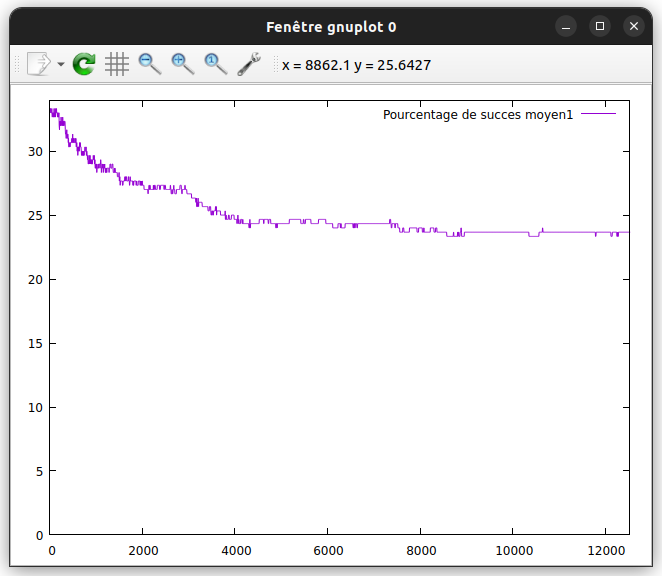 Fenêtre gnuplot 0
x = 8862.1 y = 25.6427
Pourcentage de succes moyen1
30
25
20
15
10
5
0
0 2000 4000 6000 8000 10000 12000